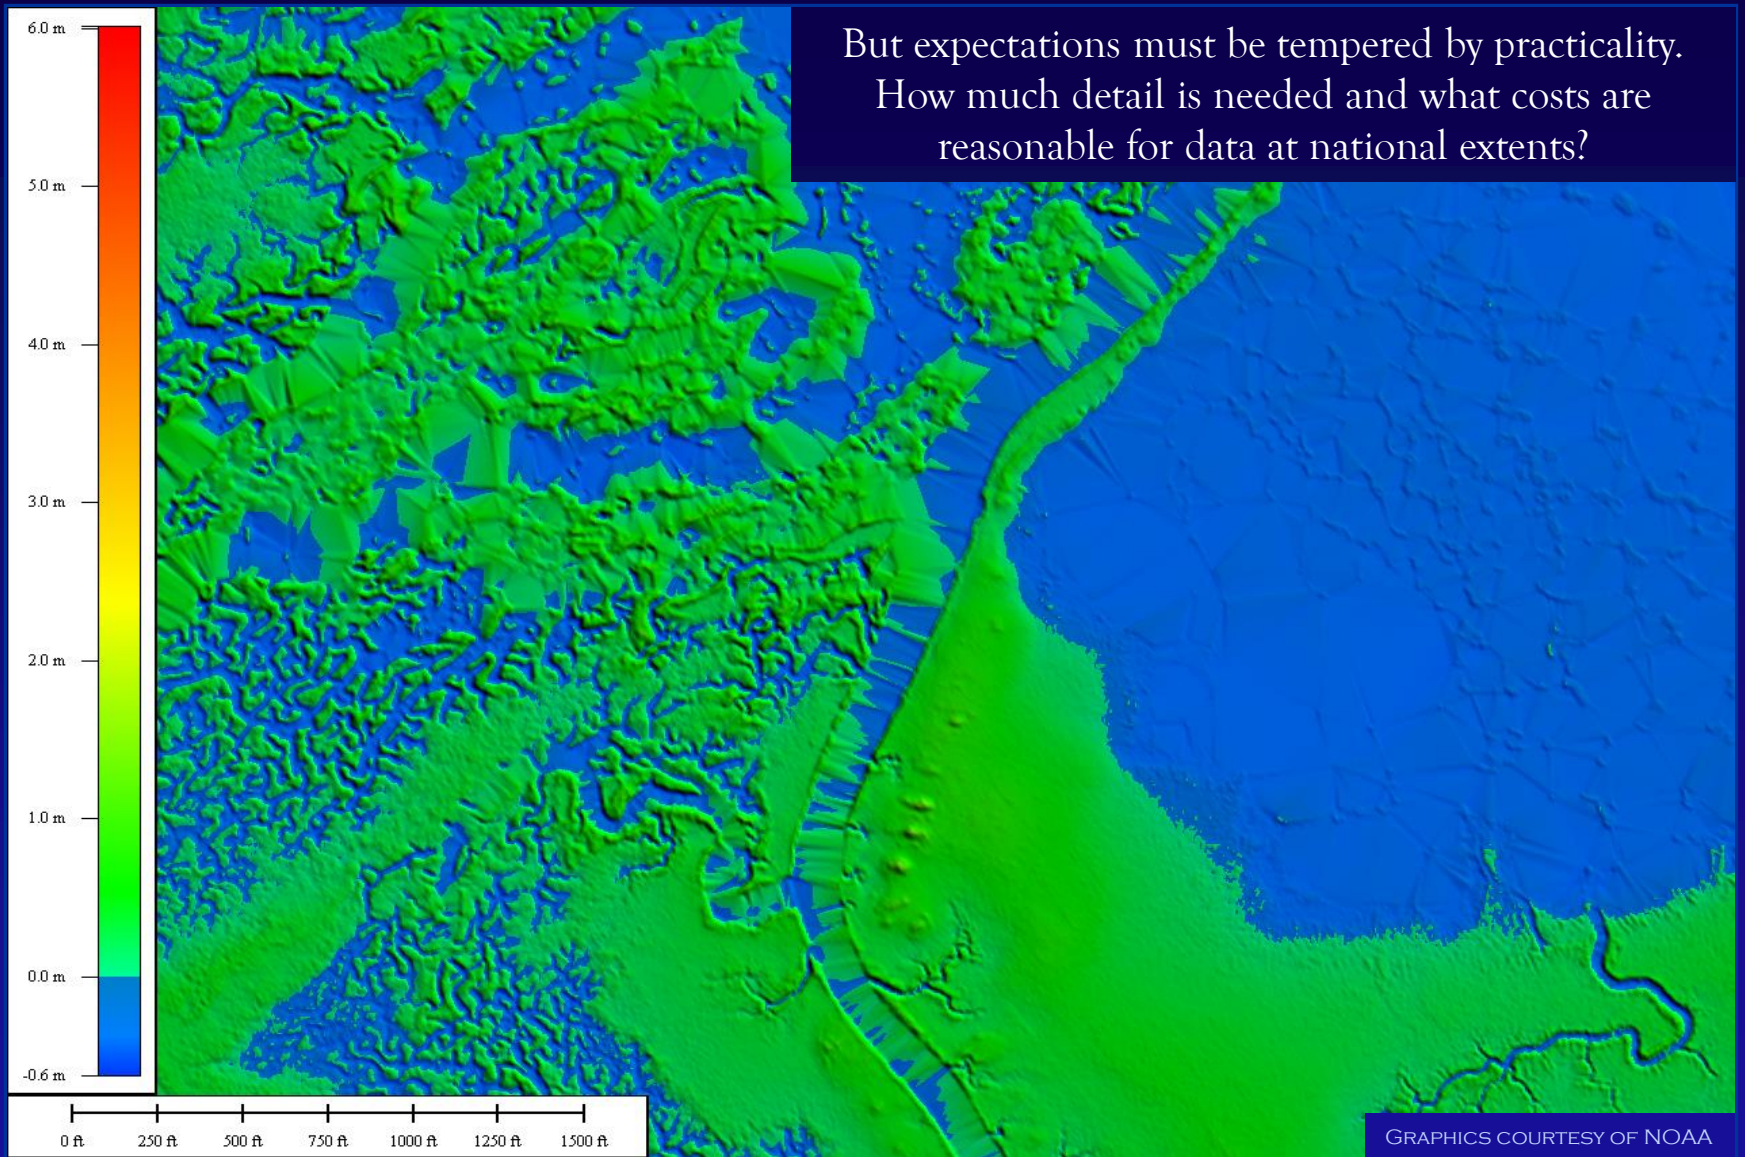 But expectations must be tempered by practicality.
How much detail is needed and what costs are
reasonable for data at national extents?
6.0 m
5.0 m
4.0 m
3.0 m
2.0 m
1.0 m
0.0 m
-0.6 m
0 ft 250 ft 500 ft 750 ft 1000 ft 1250 ft 1500 ft
GRAPHICS COURTESY OF NOAA